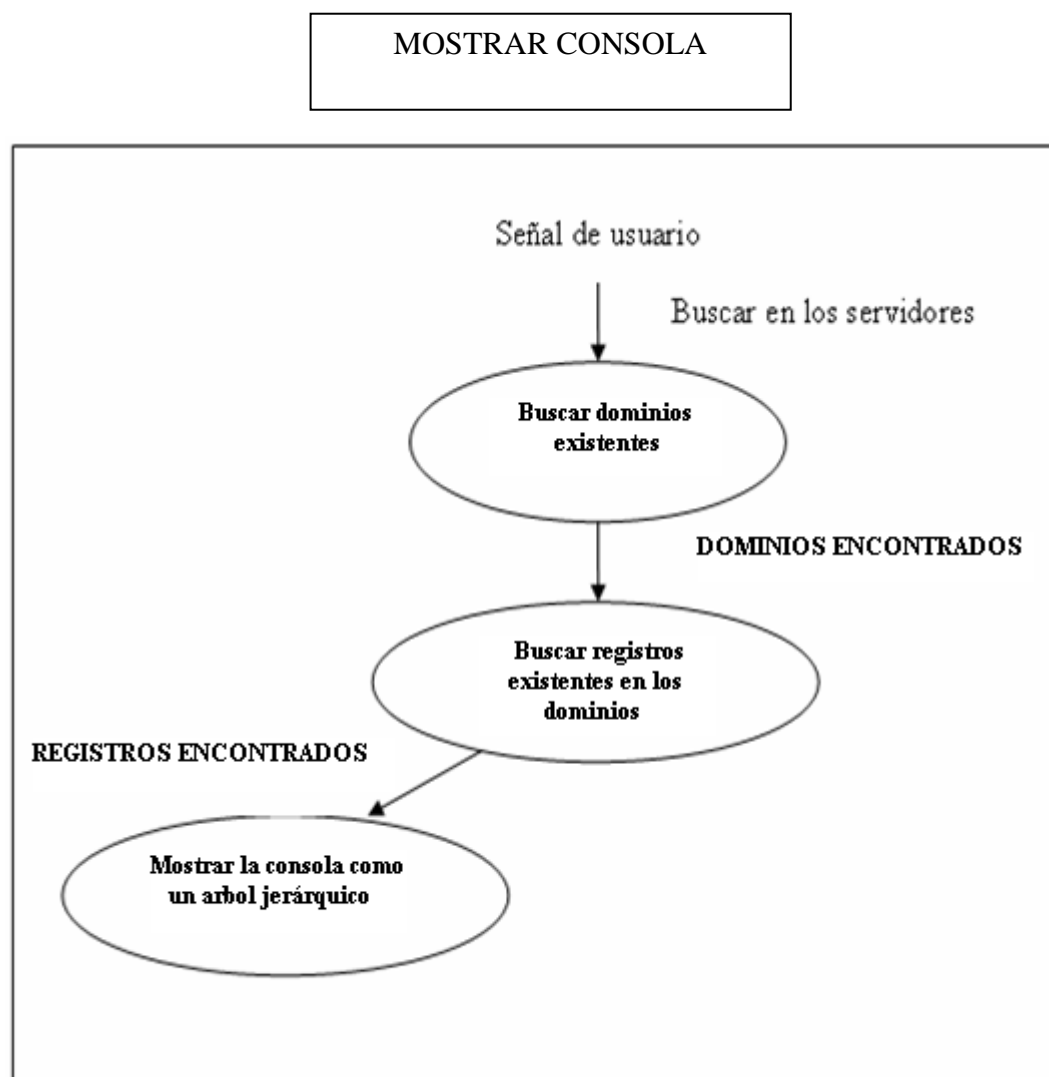 MOSTRAR CONSOLA
Señal de usuario
Buscar en los servidores
Buscar dominios
existentes
DOMINIOS ENCONTRADOS
Buscar registros
existentes en los
dominios
REGISTROS ENCONTRADOS
Mostrar la consola como
un arbol jerárquico